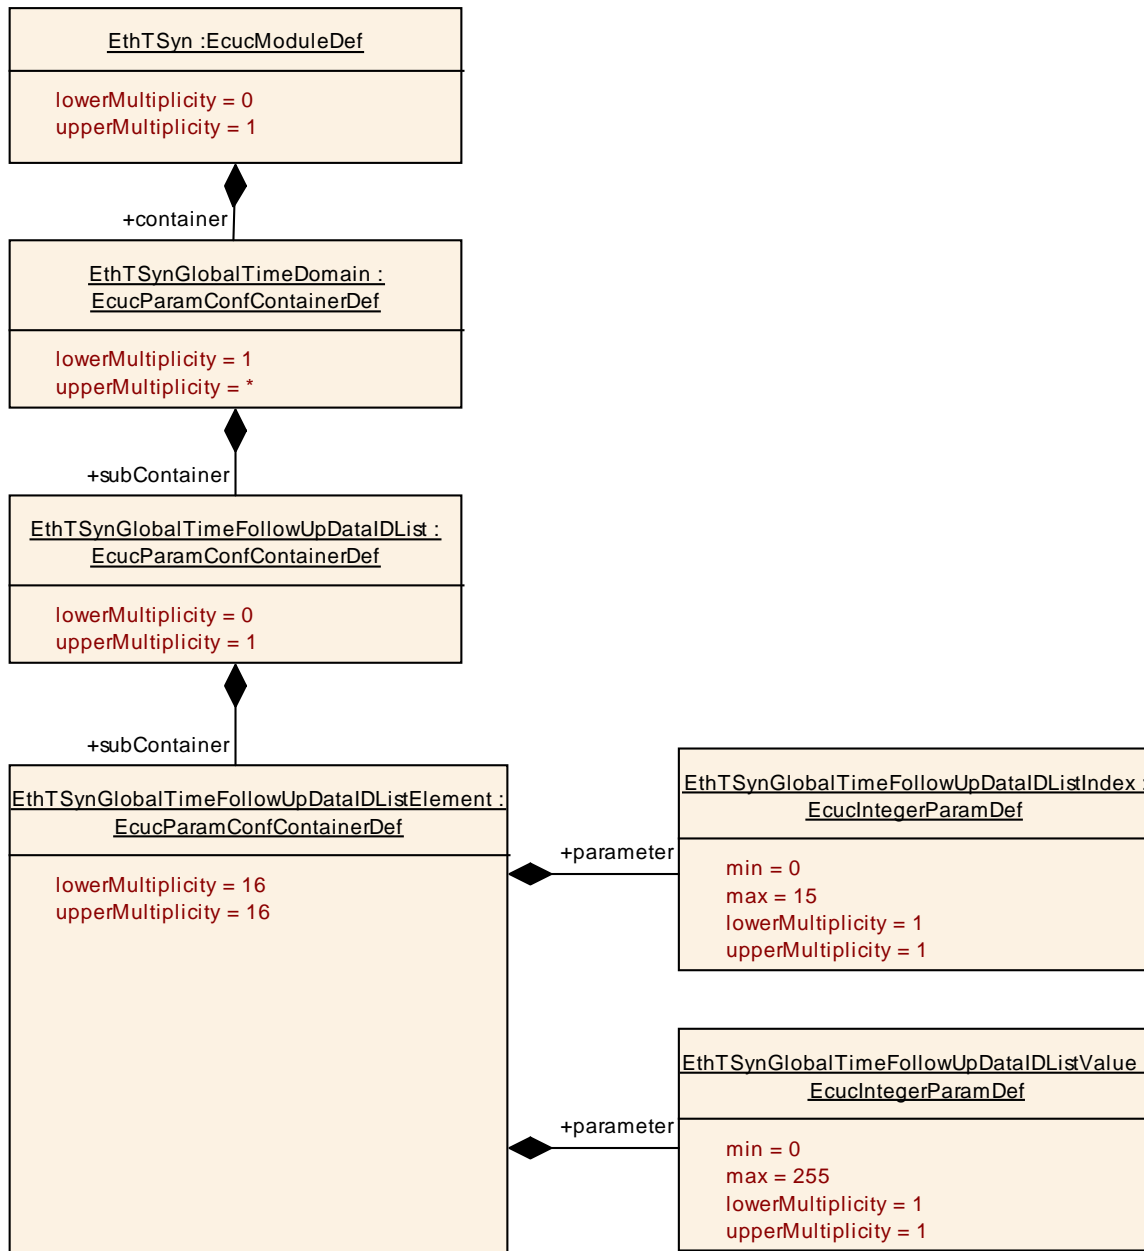 EthTSyn :EcucModuleDef
lowerMultiplicity = 0
upperMultiplicity = 1
+container
EthTSynGlobalTimeDomain :
EcucParamConfContainerDef
lowerMultiplicity = 1
upperMultiplicity = *
+subContainer
EthTSynGlobalTimeFollowUpDataIDList :
EcucParamConfContainerDef
lowerMultiplicity = 0
upperMultiplicity = 1
+subContainer
EthTSynGlobalTimeFollowUpDataIDListElement :
EcucParamConfContainerDef
lowerMultiplicity = 16
upperMultiplicity = 16
+parameter
EthTSynGlobalTimeFollowUpDataIDListIndex :
EcucIntegerParamDef
min = 0
max = 15
lowerMultiplicity = 1
upperMultiplicity = 1
+parameter
EthTSynGlobalTimeFollowUpDataIDListValue
EcucIntegerParamDef
min = 0
max = 255
lowerMultiplicity = 1
upperMultiplicity = 1